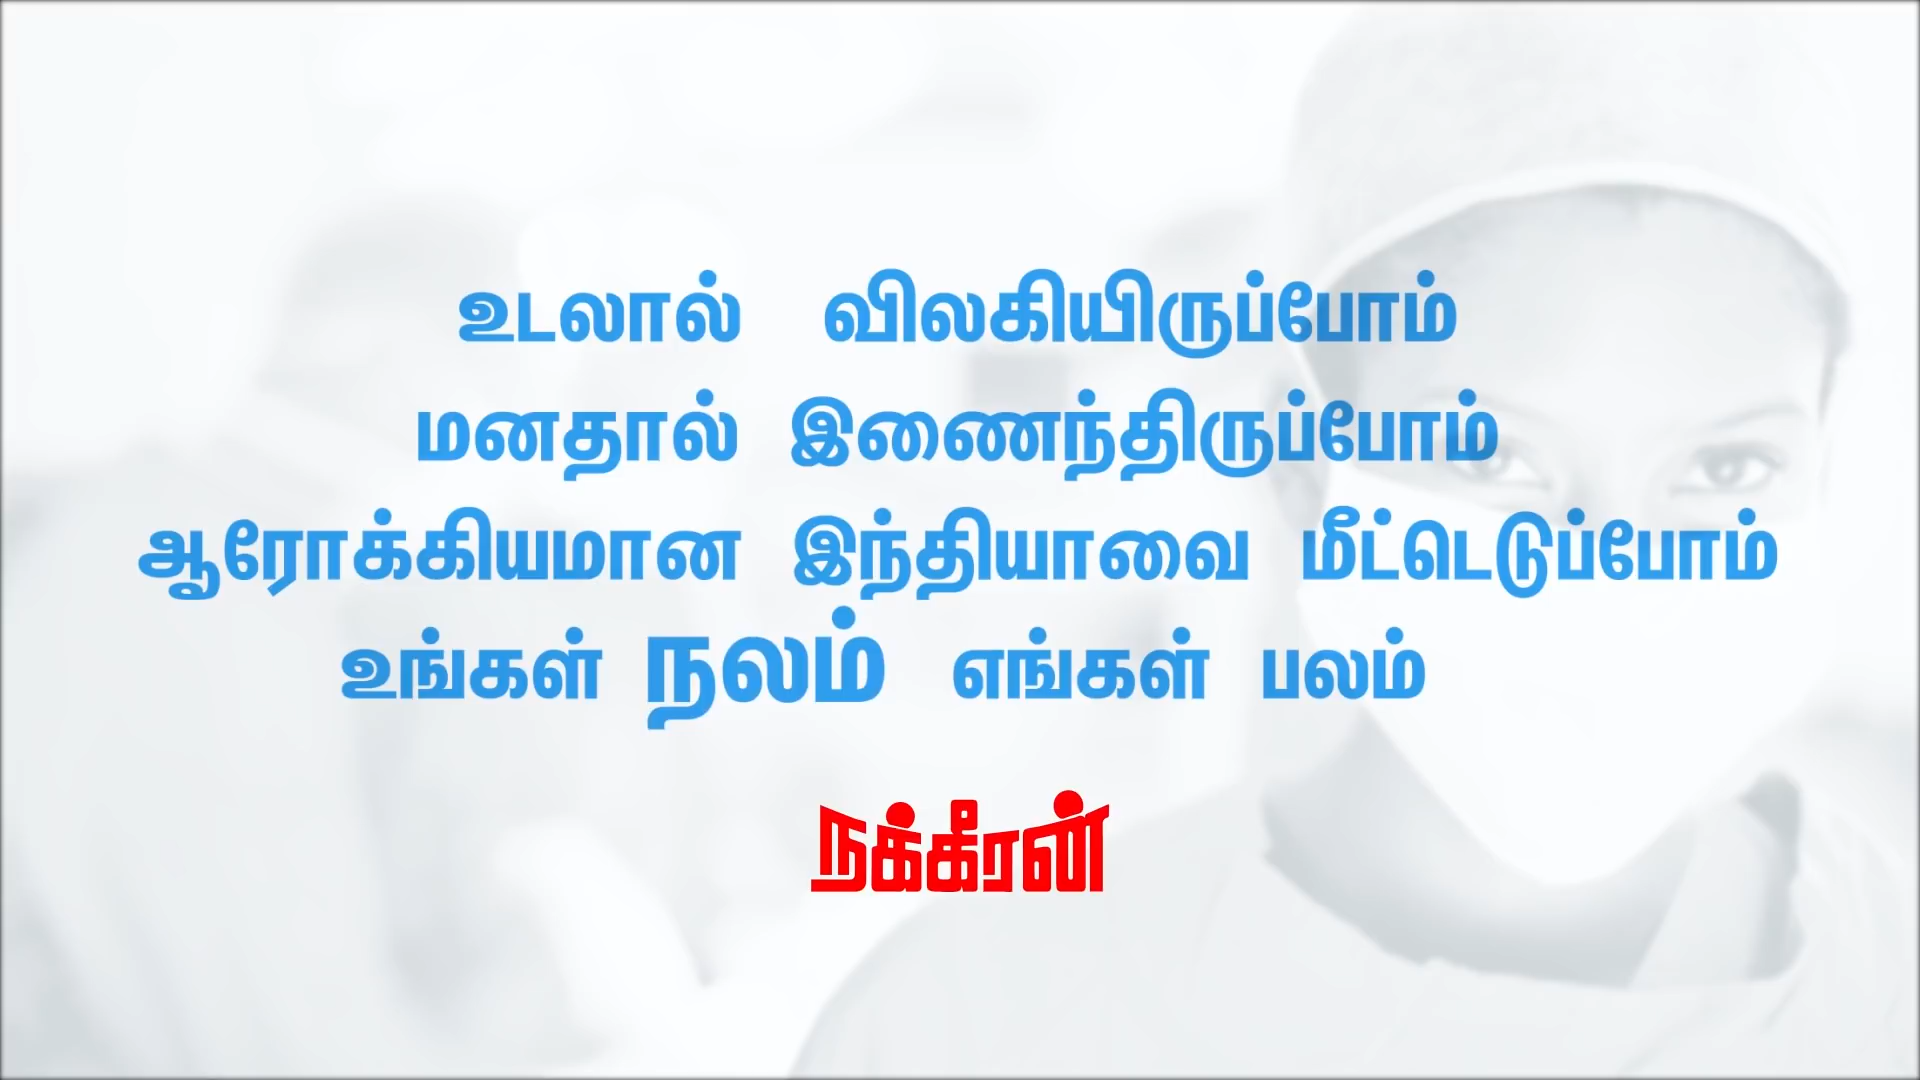 உடலால் விலகியிருப்போம்
மனதால் இணைந்திருப்போம்
ஆரோக்கியமான இந்தியாவை மீட்டெடுப்போம்
உங்கள் நலம் எங்கள் பலம்
நக்கீரன்